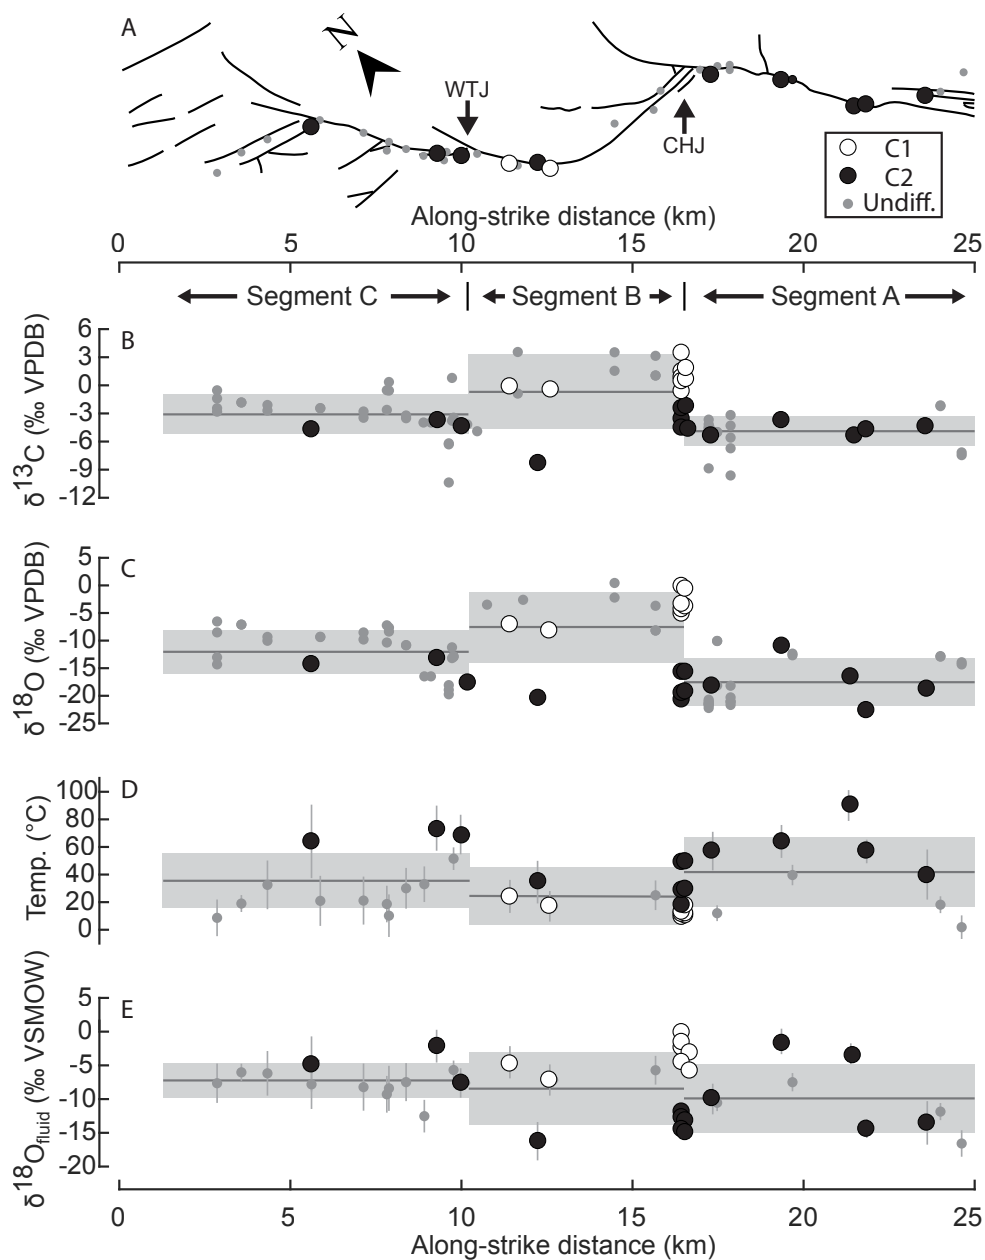 A
N
WTJ
CHJ
C1
C2
Undiff.
Along-strike distance (km)
0 5 10 15 20 25
Segment C Segment B Segment A
B
δ¹³C (‰ VPDB)
6
3
0
-3
-6
-9
-12
C
δ¹⁸O (‰ VPDB)
5
0
-5
-10
-15
-20
-25
D
Temp. (°C)
100
80
60
40
20
0
E
δ¹⁸O_fluid (‰ VSMOW)
5
0
-5
-10
-15
-20
0 5 10 15 20 25
Along-strike distance (km)